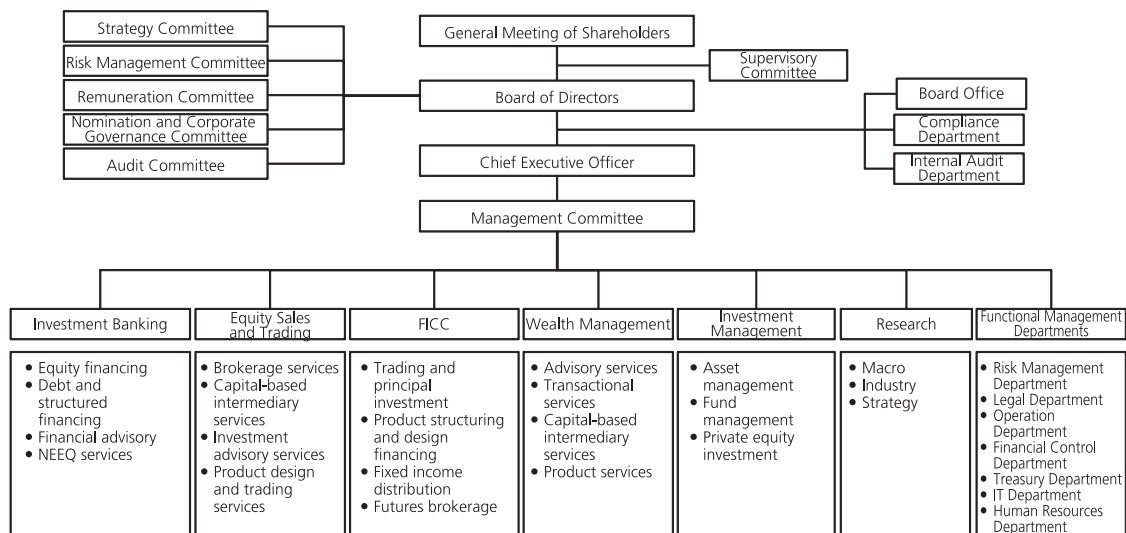 Strategy Committee
Risk Management Committee
Remuneration Committee
Nomination and Corporate
Governance Committee
Audit Committee
General Meeting of Shareholders
Supervisory
Committee
Board of Directors
Board Office
Compliance
Department
Internal Audit
Department
Chief Executive Officer
Management Committee
Investment Banking
• Equity financing
• Debt and
structured
financing
• Financial advisory
• NEEQ services
Equity Sales
and Trading
• Brokerage services
• Capital-based
intermediary
services
• Investment
advisory services
• Product design
and trading
services
FICC
• Trading and
principal
investment
• Product structuring
and design
financing
• Fixed income
distribution
• Futures brokerage
Wealth Management
• Advisory services
• Transactional
services
• Capital-based
intermediary
services
• Product services
Investment
Management
• Asset
management
• Fund
management
• Private equity
investment
Research
• Macro
• Industry
• Strategy
Functional Management
Departments
• Risk Management
Department
• Legal Department
• Operation
Department
• Financial Control
Department
• Treasury Department
• IT Department
• Human Resources
Department